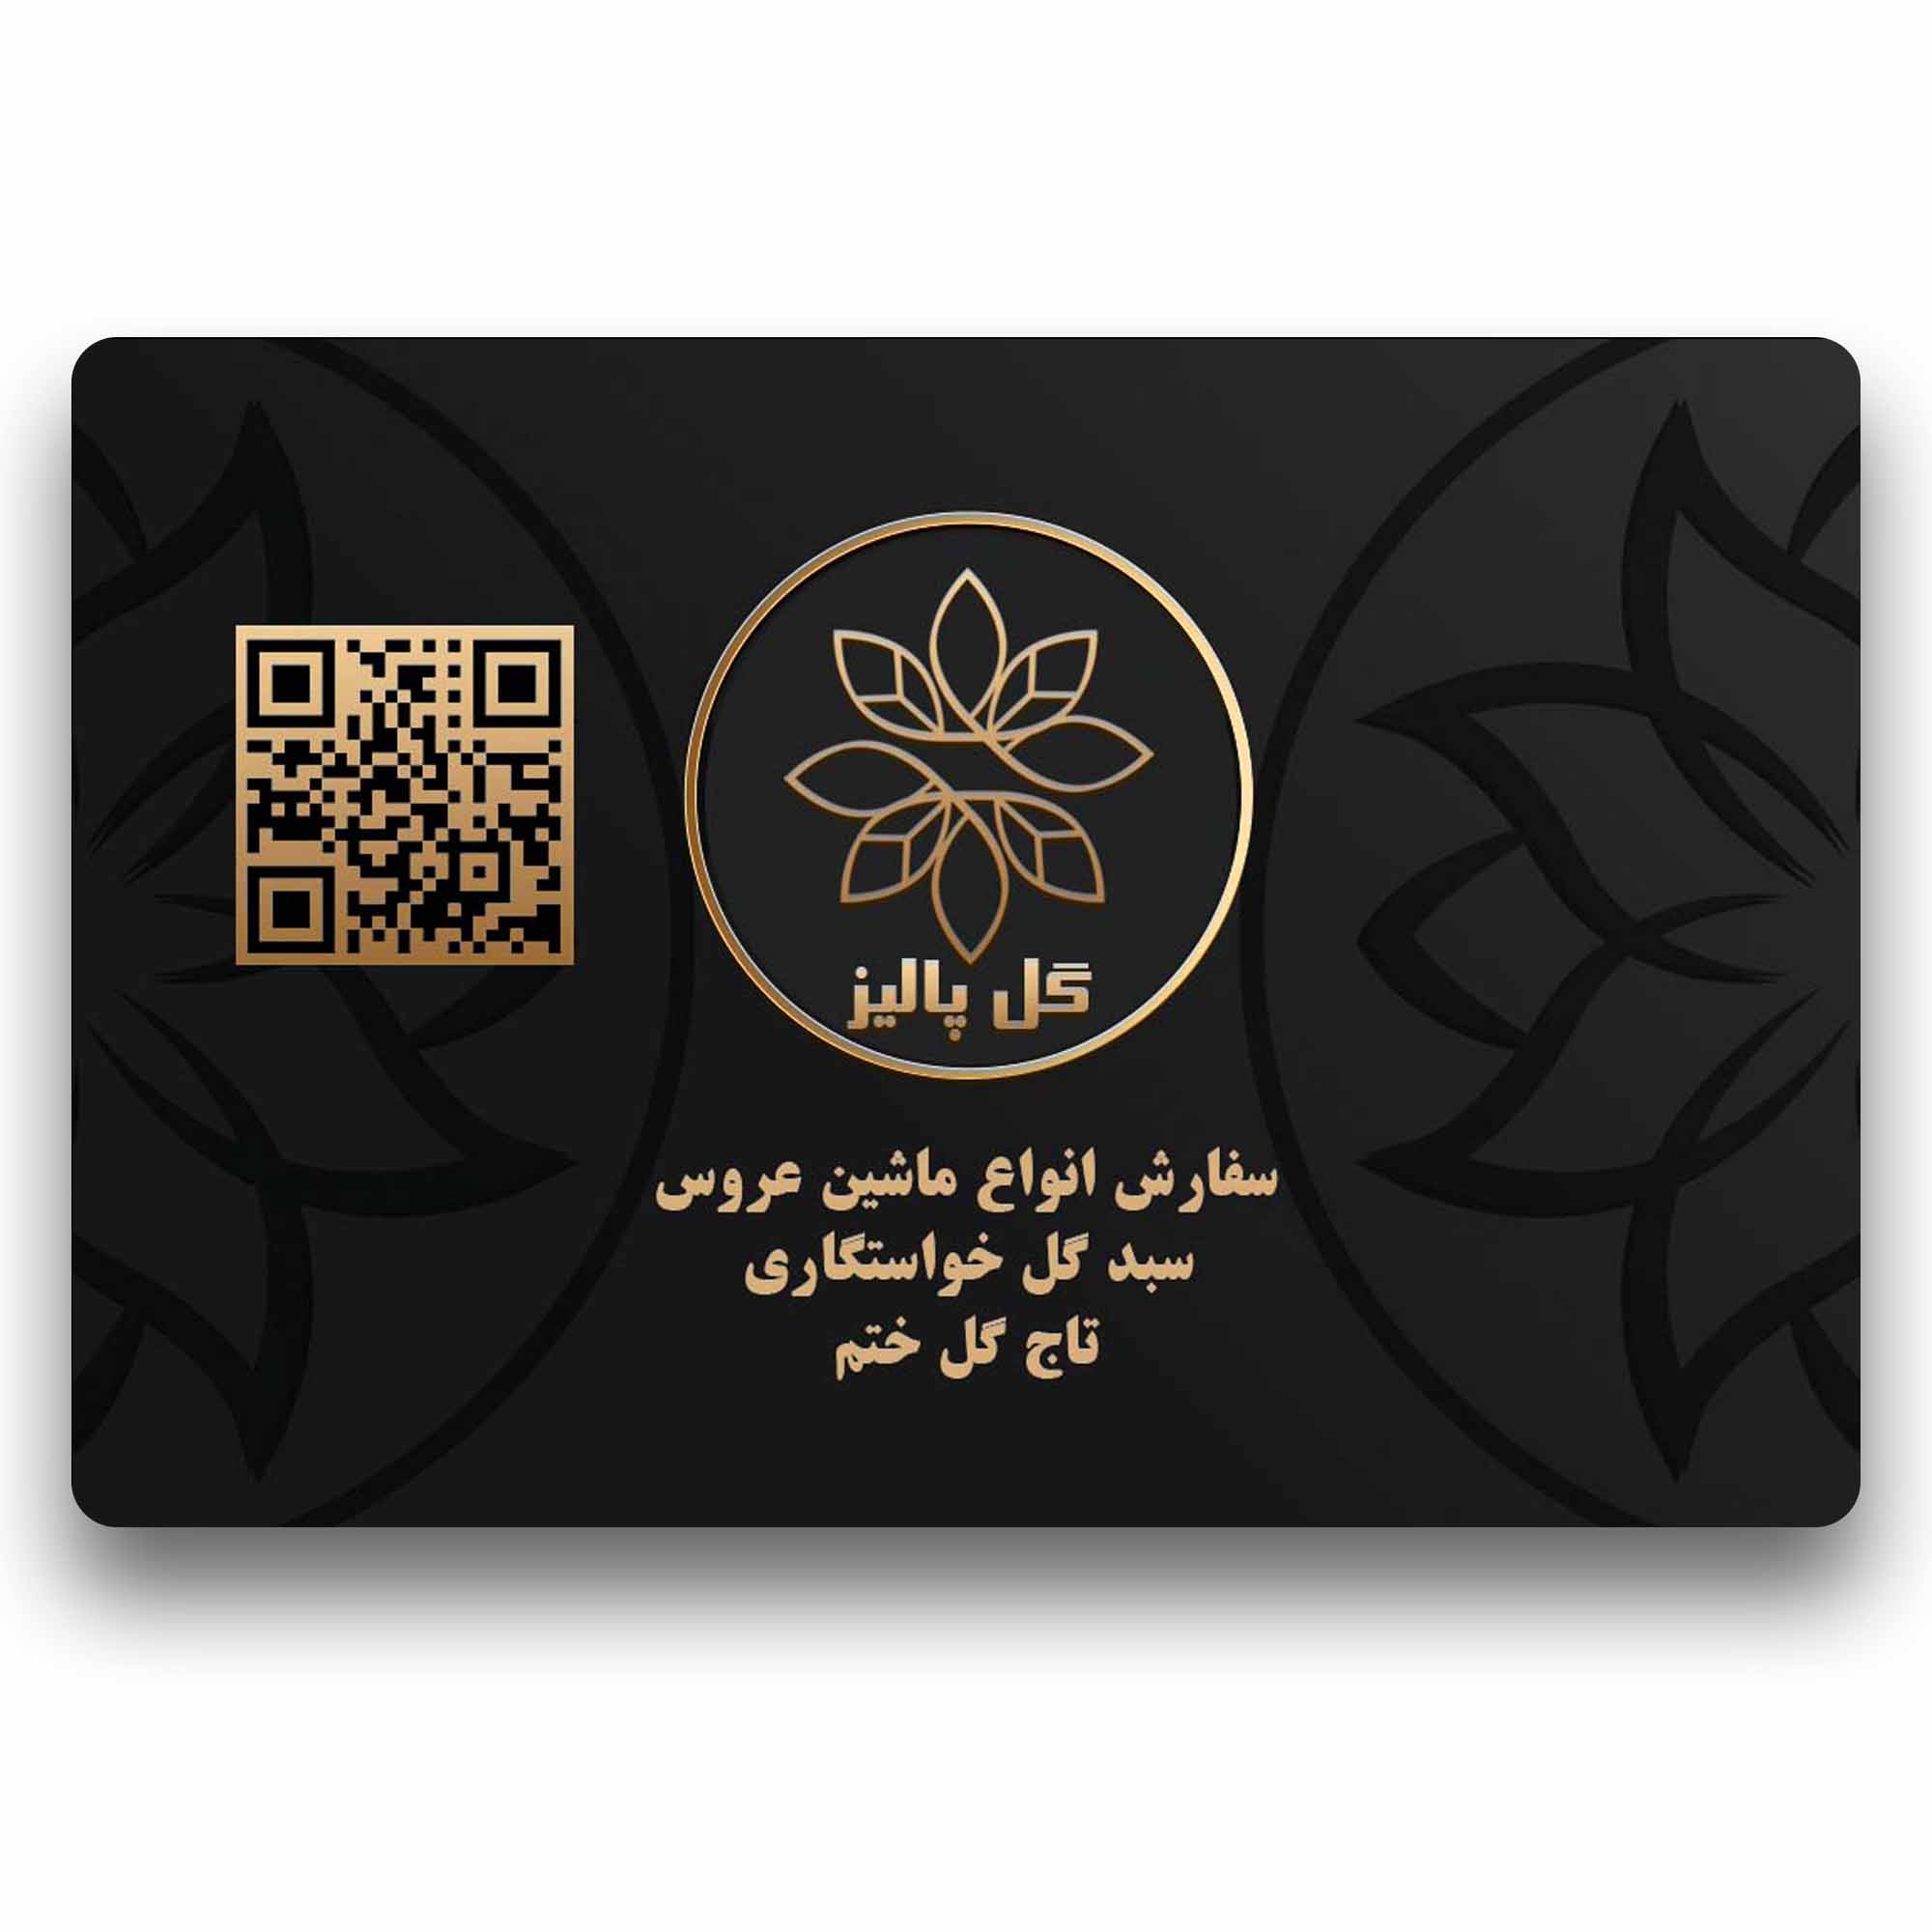 گل پالیز
سفارش انواع ماشین عروس
سبد گل خواستگاری
تاج گل ختم